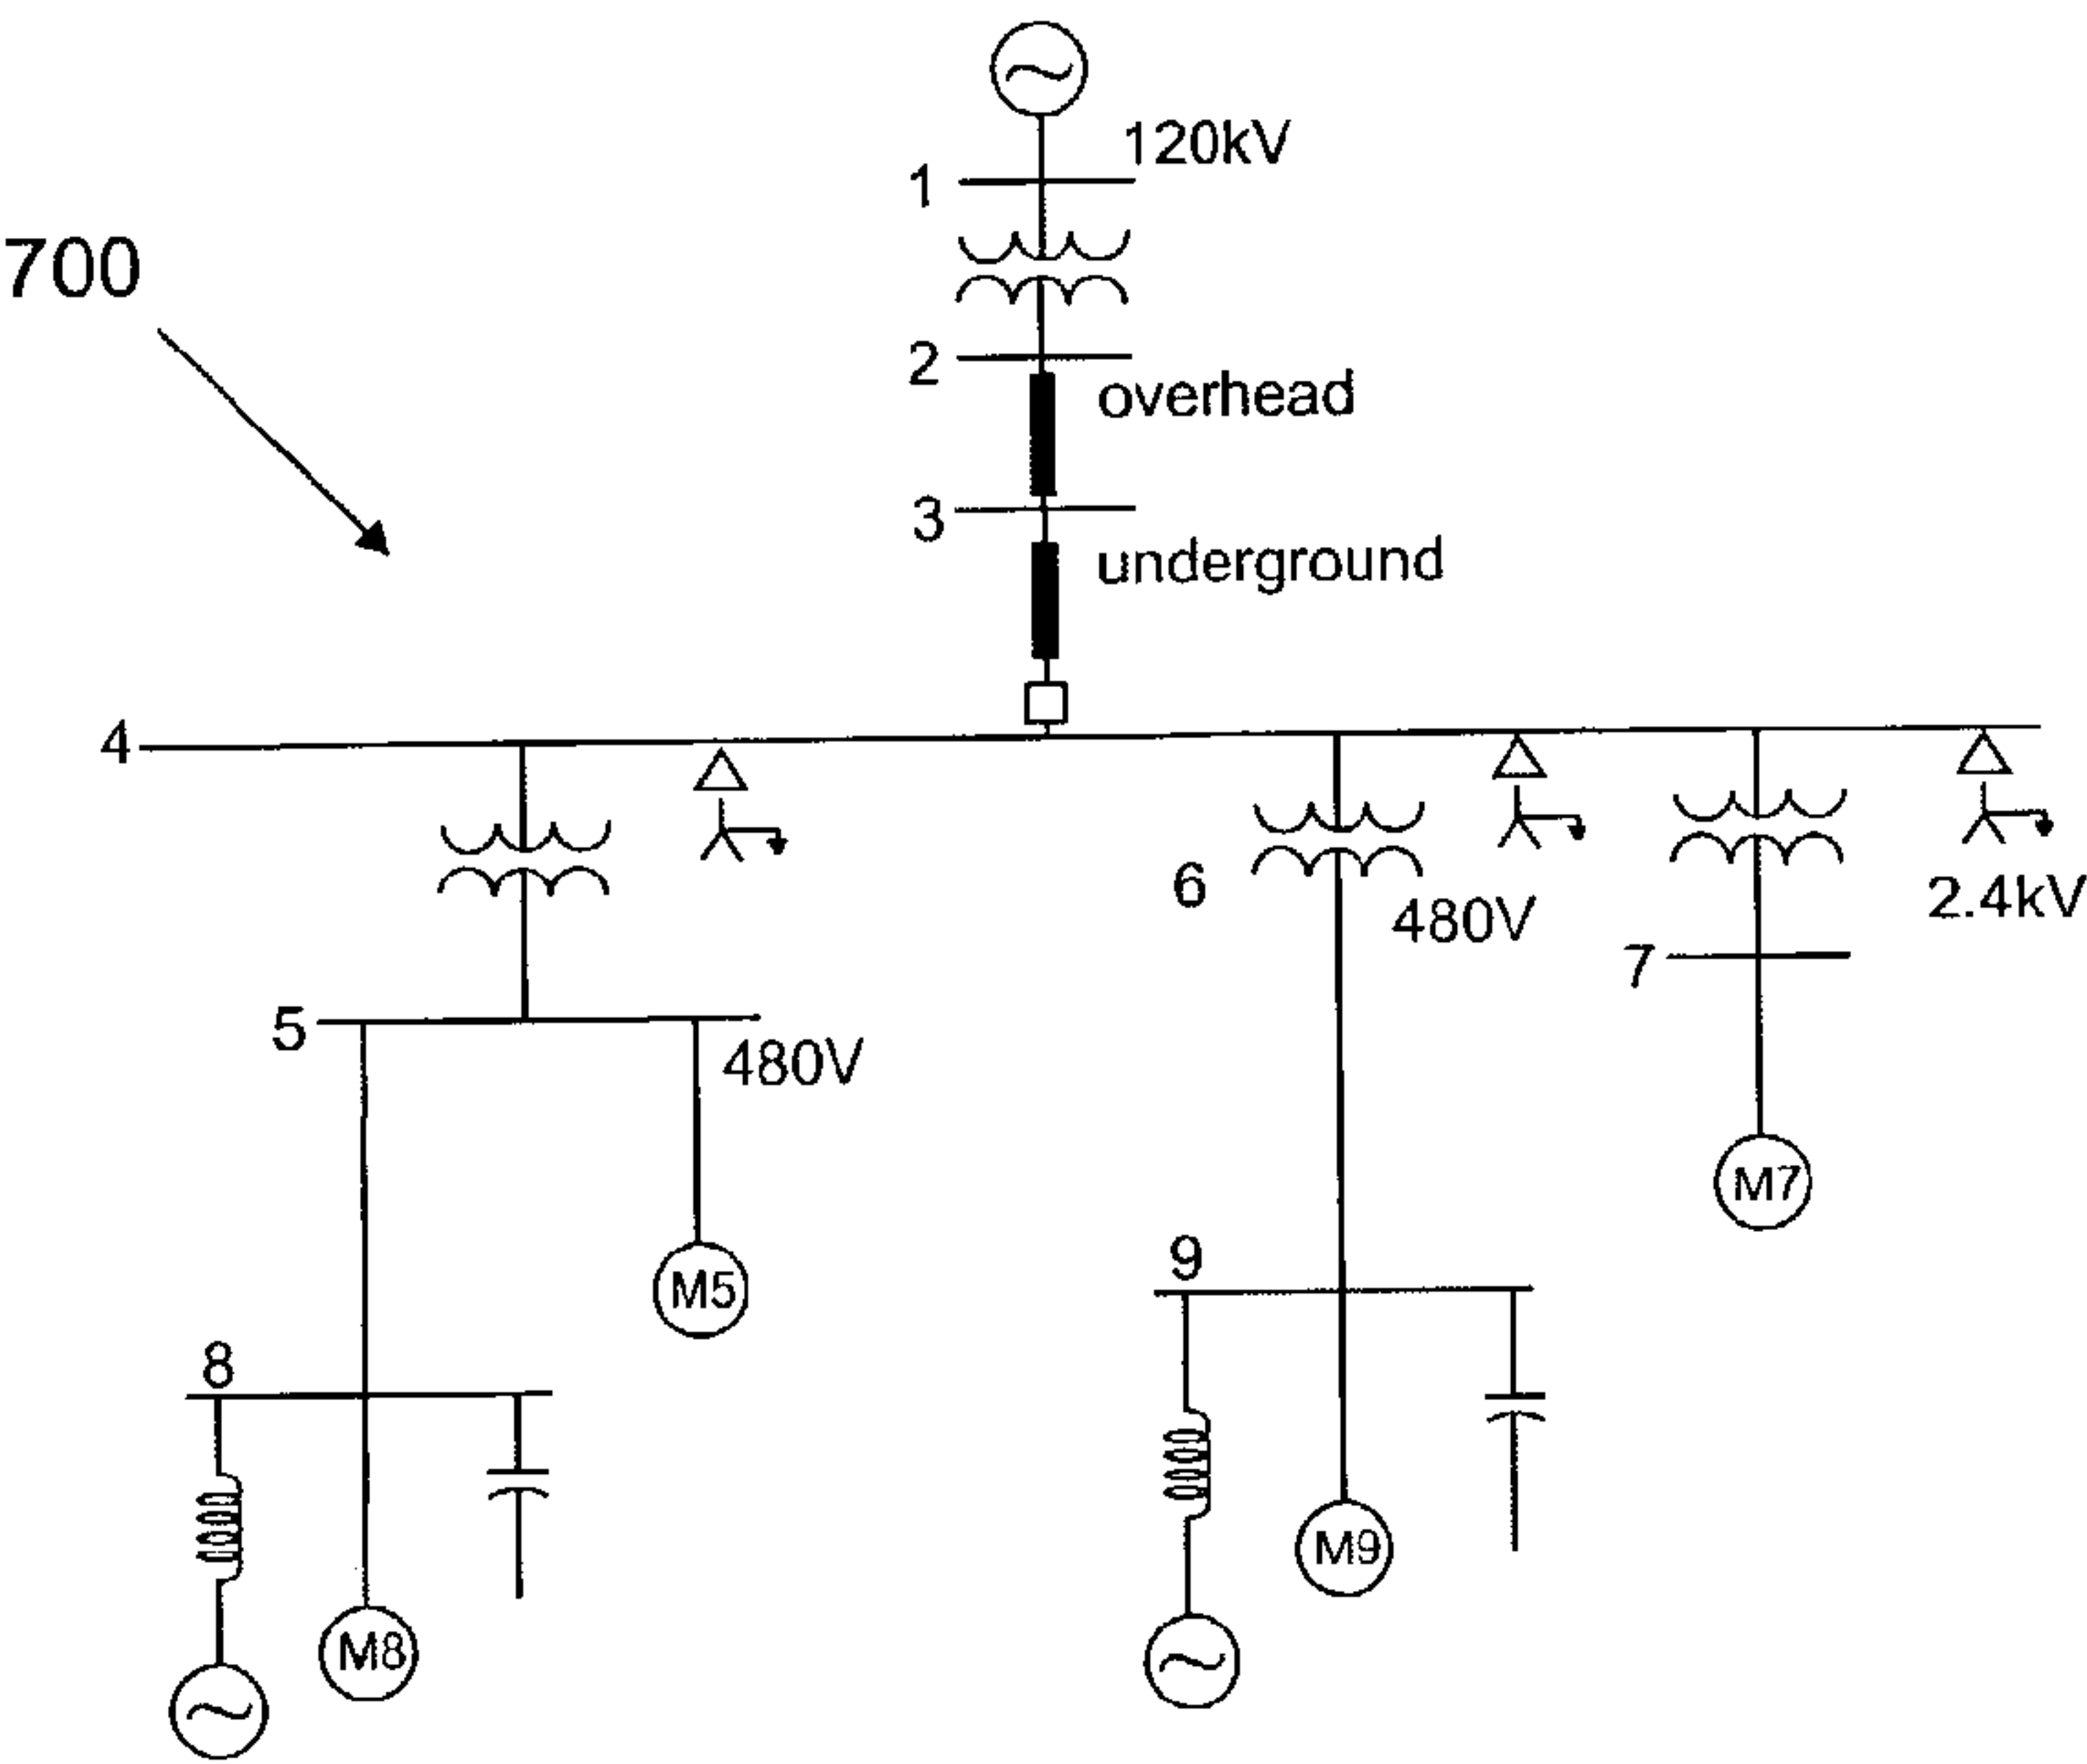 120kV
1
700
2
overhead
3
underground
4
6
480V
2.4kV
7
5
480V
M7
9
M5
8
M9
M8